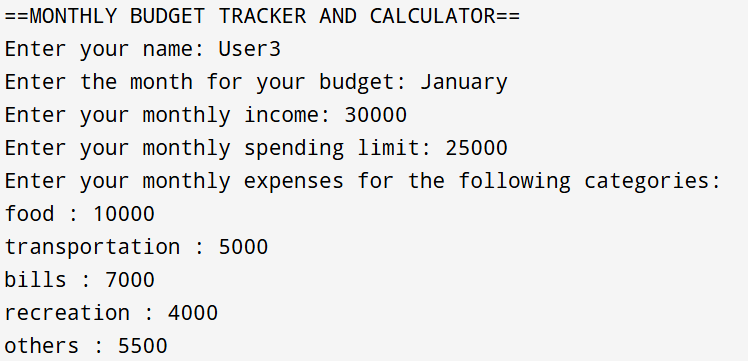 ==MONTHLY BUDGET TRACKER AND CALCULATOR==
Enter your name: User3
Enter the month for your budget: January
Enter your monthly income: 30000
Enter your monthly spending limit: 25000
Enter your monthly expenses for the following categories:
food : 10000
transportation : 5000
bills : 7000
recreation : 4000
others : 5500